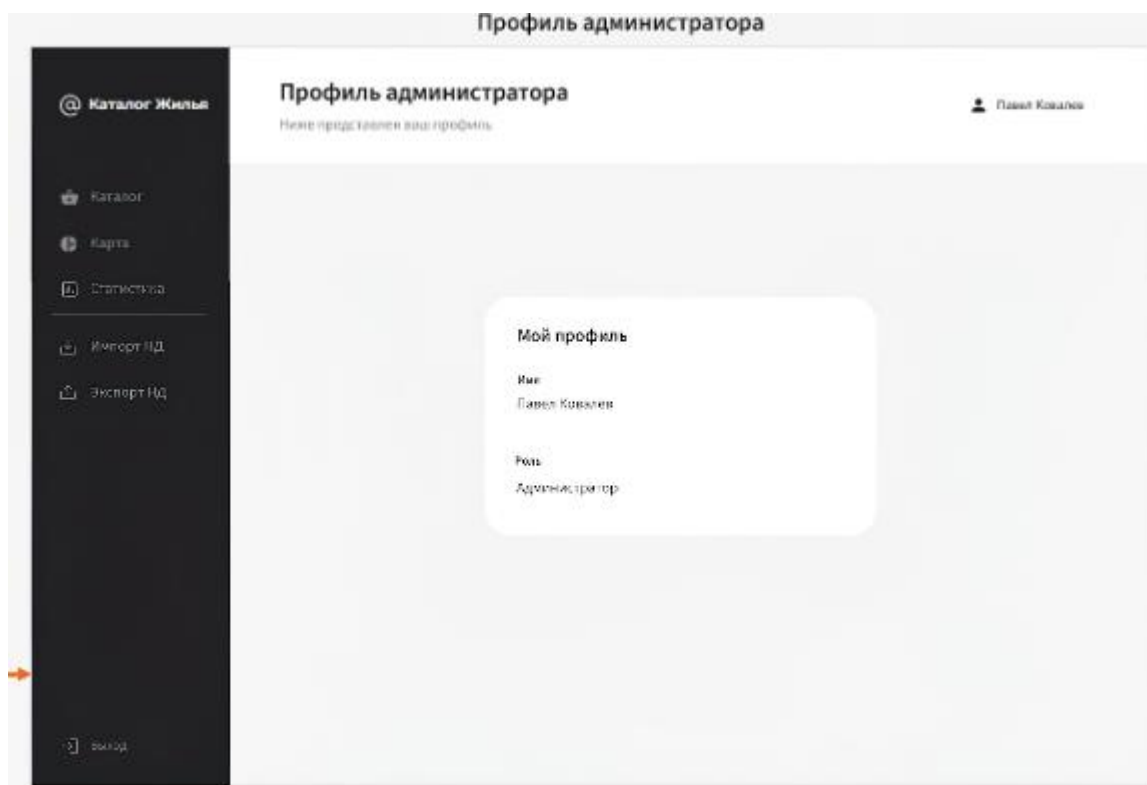 Профиль администратора
@ Каталог Жилья
Профиль администратора
Ниже представлен ваш профиль
Павел Ковалев
Каталог
Карта
Статистика
Импорт НД
Экспорт НД
Мой профиль
Имя
Павел Ковалев
Роль
Администратор
Выход